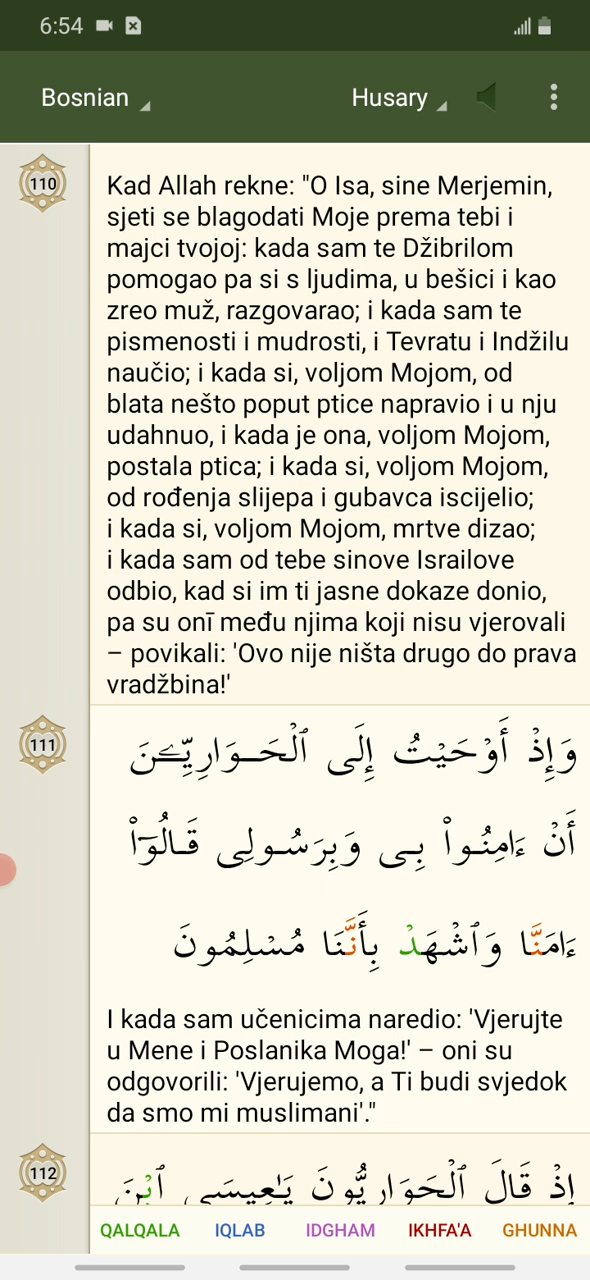 6:54
Bosnian
Husary
110
Kad Allah rekne: "O Isa, sine Merjemin,
sjeti se blagodati Moje prema tebi i
majci tvojoj: kada sam te Džibrilom
pomogao pa si s ljudima, u bešici i kao
zreo muž, razgovarao; i kada sam te
pismenosti i mudrosti, i Tevratu i Indžilu
naučio; i kada si, voljom Mojom, od
blata nešto poput ptice napravio i u nju
udahnuo, i kada je ona, voljom Mojom,
postala ptica; i kada si, voljom Mojom,
od rođenja slijepa i gubavca iscijelio;
i kada si, voljom Mojom, mrtve dizao;
i kada sam od tebe sinove Israilove
odbio, kad si im ti jasne dokaze donio,
pa su onī među njima koji nisu vjerovali
– povikali: 'Ovo nije ništa drugo do prava
vradžbina!'
111
وَإِذْ أَوْحَيْتُ إِلَى ٱلْحَوَارِيِّـۧنَ
أَنْ ءَامِنُوا۟ بِى وَبِرَسُولِى قَالُوٓا۟
ءَامَنَّا وَٱشْهَدْ بِأَنَّنَا مُسْلِمُونَ
I kada sam učenicima naredio: 'Vjerujte
u Mene i Poslanika Moga!' – oni su
odgovorili: 'Vjerujemo, a Ti budi svjedok
da smo mi muslimani'."
112
إِذْ قَالَ ٱلْحَوَارِيُّونَ يَـٰعِيسَى ٱبْنَ
QALQALA IQLAB IDGHAM IKHFA'A GHUNNA